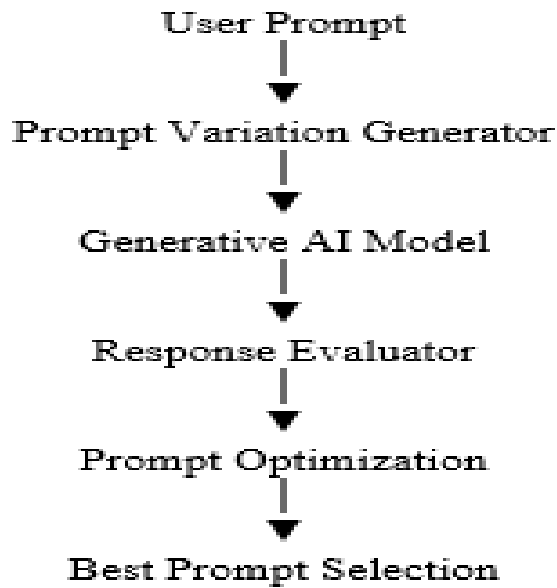 User Prompt
Prompt Variation Generator
Generative AI Model
Response Evaluator
Prompt Optimization
Best Prompt Selection